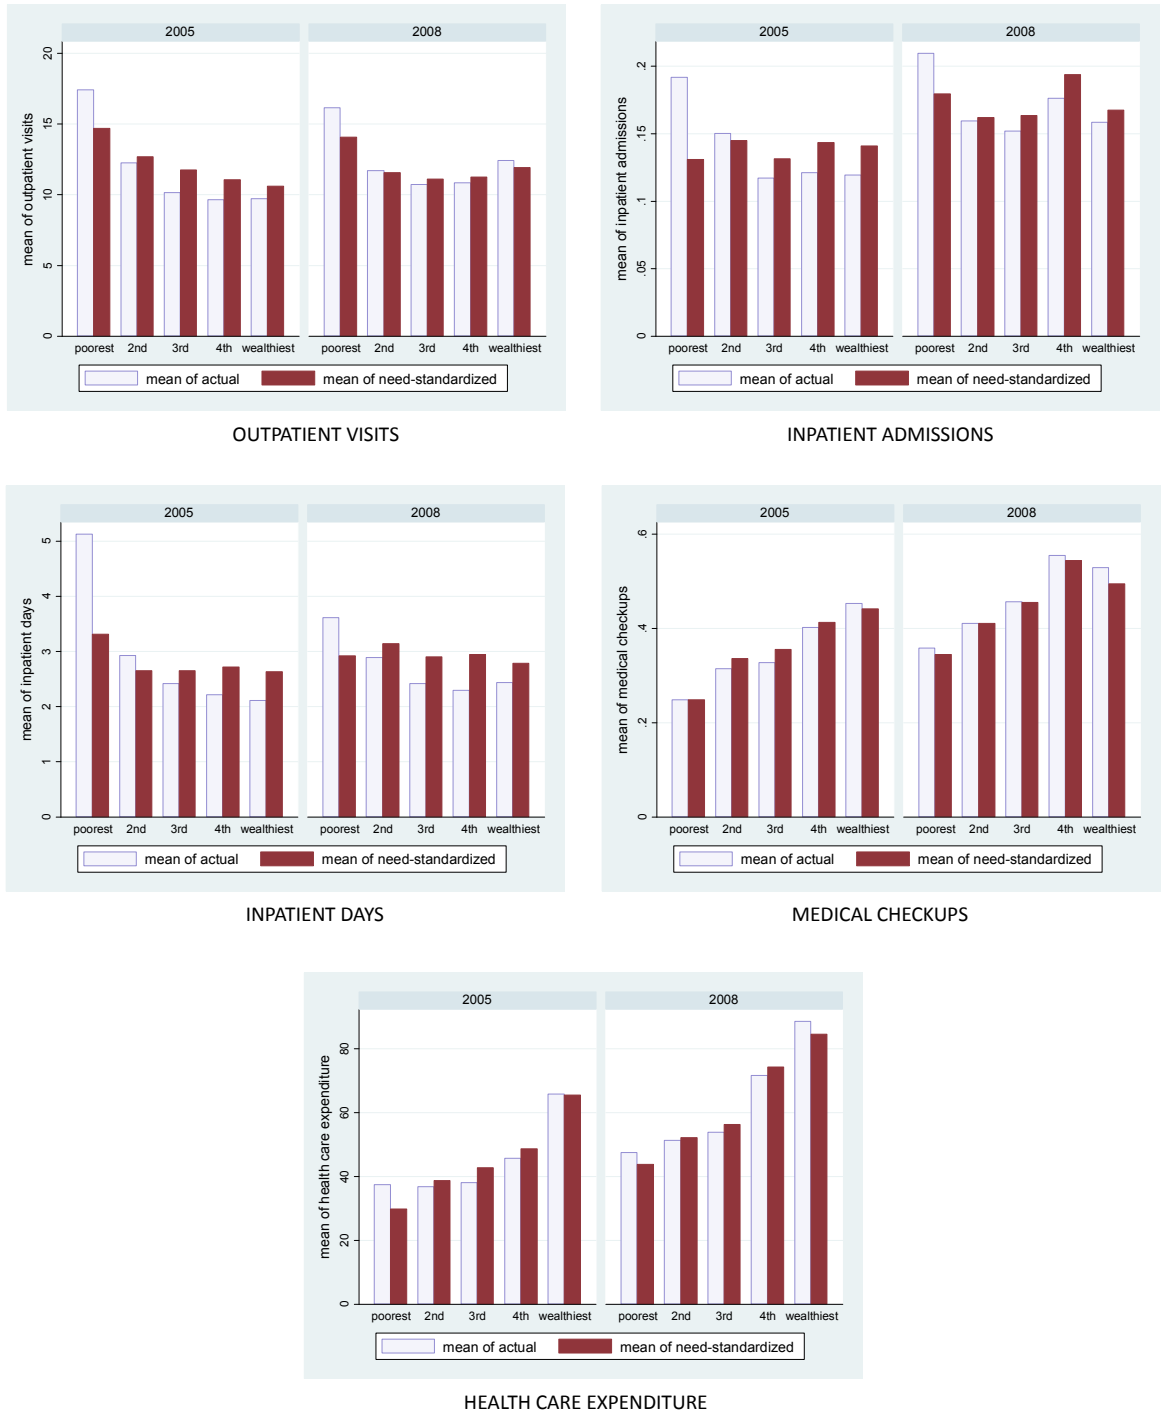 2005 2008
mean of outpatient visits
20
15
10
5
0
poorest 2nd 3rd 4th wealthiest poorest 2nd 3rd 4th wealthiest
mean of actual mean of need-standardized
OUTPATIENT VISITS
2005 2008
mean of inpatient admissions
.2
.15
.1
.05
0
poorest 2nd 3rd 4th wealthiest poorest 2nd 3rd 4th wealthiest
mean of actual mean of need-standardized
INPATIENT ADMISSIONS
2005 2008
mean of inpatient days
5
4
3
2
1
0
poorest 2nd 3rd 4th wealthiest poorest 2nd 3rd 4th wealthiest
mean of actual mean of need-standardized
INPATIENT DAYS
2005 2008
mean of medical checkups
.6
.4
.2
0
poorest 2nd 3rd 4th wealthiest poorest 2nd 3rd 4th wealthiest
mean of actual mean of need-standardized
MEDICAL CHECKUPS
2005 2008
mean of health care expenditure
80
60
40
20
0
poorest 2nd 3rd 4th wealthiest poorest 2nd 3rd 4th wealthiest
mean of actual mean of need-standardized
HEALTH CARE EXPENDITURE